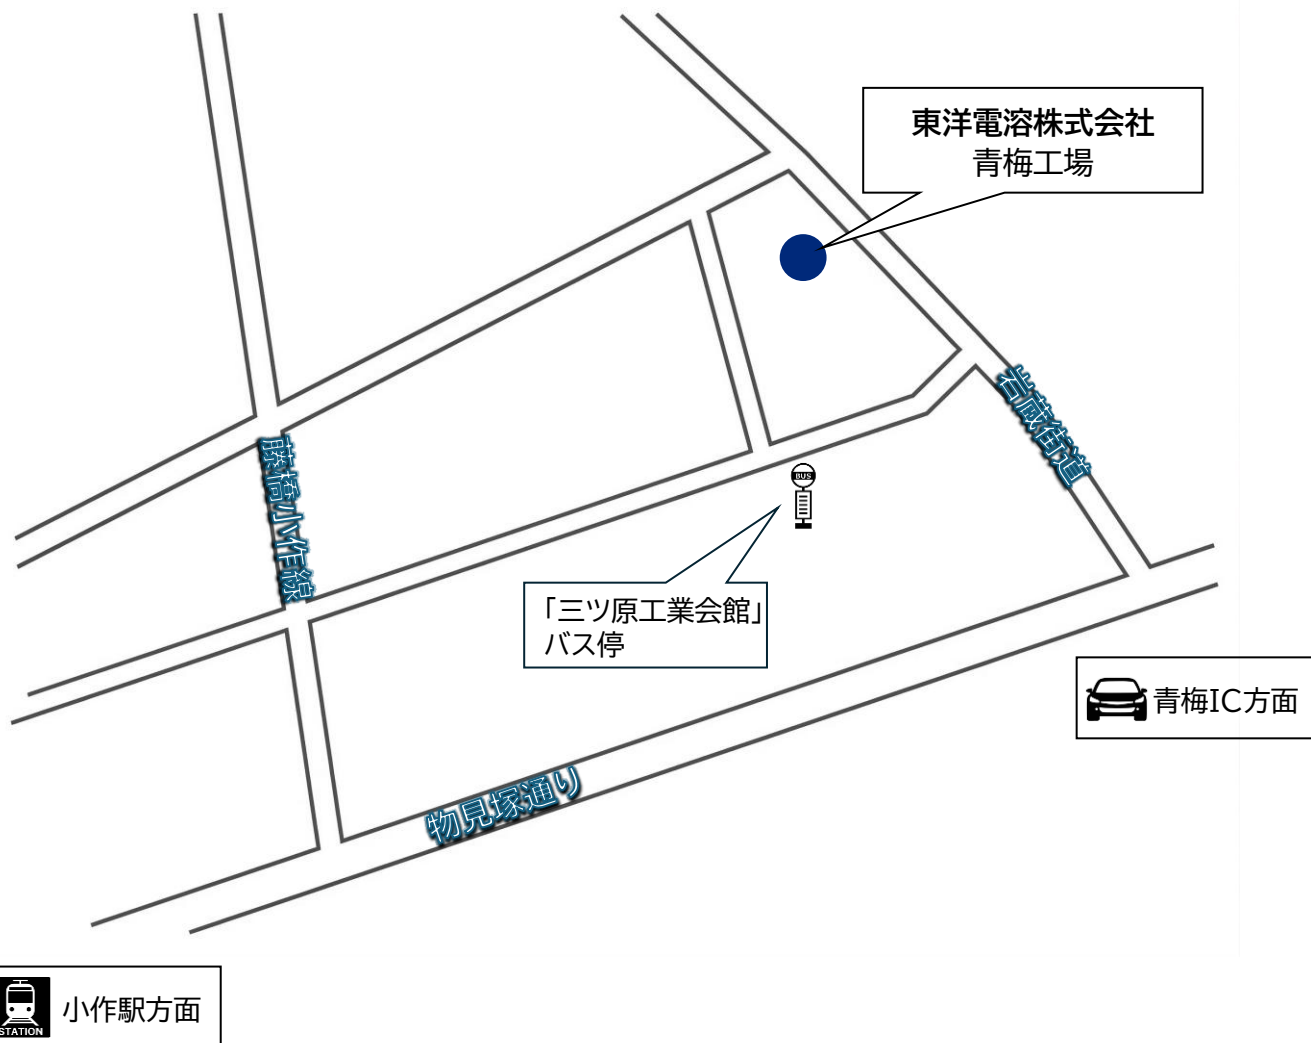 東洋電溶株式会社
青梅工場
岩蔵街道
藤橋小作線
BUS
「三ツ原工業会館」
バス停
青梅IC方面
物見塚通り
STATION
小作駅方面